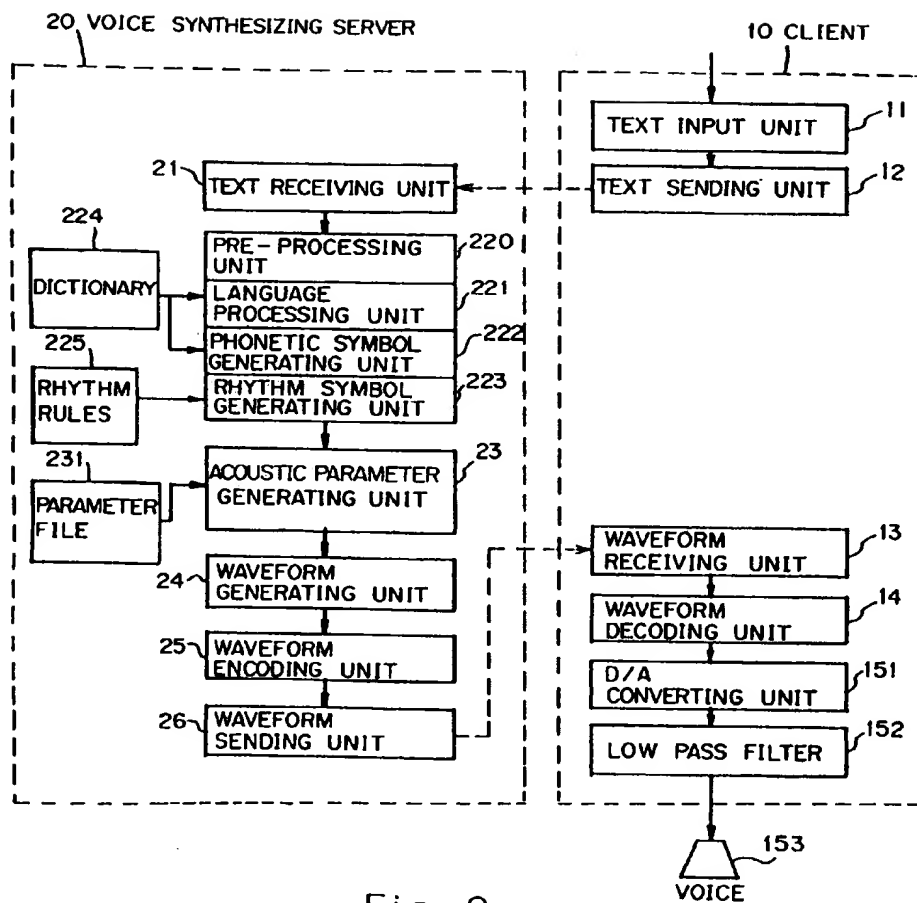 20 VOICE SYNTHESIZING SERVER
10 CLIENT
TEXT INPUT UNIT
11
TEXT SENDING UNIT
12
21
TEXT RECEIVING UNIT
224
DICTIONARY
PRE-PROCESSING
UNIT
220
LANGUAGE
PROCESSING UNIT
221
PHONETIC SYMBOL
GENERATING UNIT
222
225
RHYTHM
RULES
RHYTHM SYMBOL
GENERATING UNIT
223
231
PARAMETER
FILE
ACOUSTIC PARAMETER
GENERATING UNIT
23
24
WAVEFORM
GENERATING UNIT
25
WAVEFORM
ENCODING UNIT
26
WAVEFORM
SENDING UNIT
WAVEFORM
RECEIVING UNIT
13
WAVEFORM
DECODING UNIT
14
D/A
CONVERTING UNIT
151
LOW PASS FILTER
152
153
VOICE
Fig